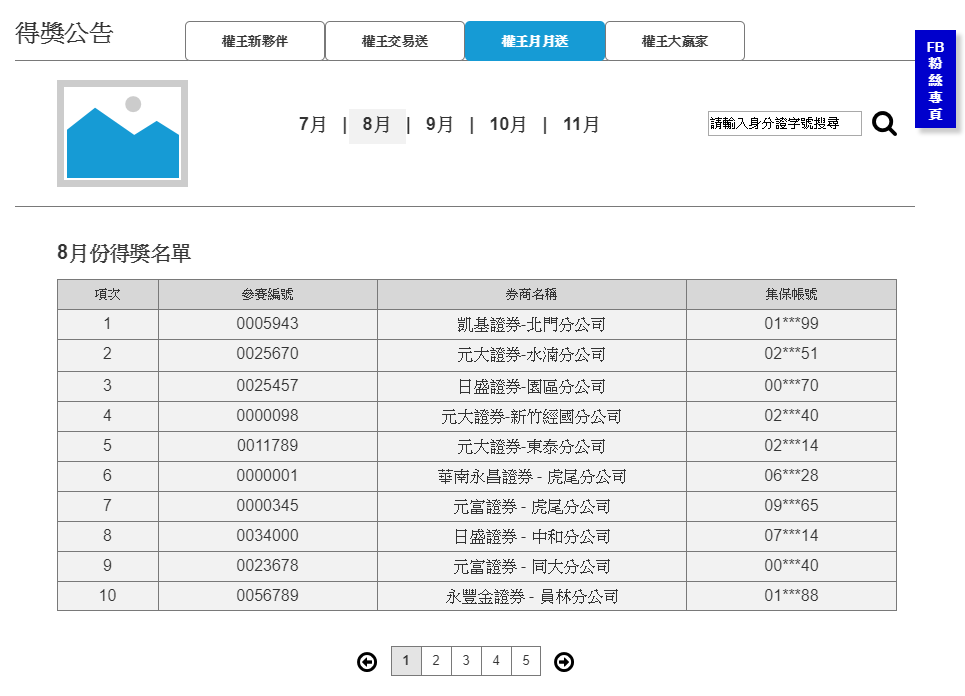 得獎公告
權王新夥伴 權王交易送 權王月月送 權王大贏家
FB粉絲專頁
7月 | 8月 | 9月 | 10月 | 11月
請輸入身分證字號搜尋
8月份得獎名單
項次 參賽編號 券商名稱 集保帳號
1 0005943 凱基證券-北門分公司 01***99
2 0025670 元大證券-水湳分公司 02***51
3 0025457 日盛證券-園區分公司 00***70
4 0000098 元大證券-新竹經國分公司 02***40
5 0011789 元大證券-東泰分公司 02***14
6 0000001 華南永昌證券 - 虎尾分公司 06***28
7 0000345 元富證券 - 虎尾分公司 09***65
8 0034000 日盛證券 - 中和分公司 07***14
9 0023678 元富證券 - 同大分公司 00***40
10 0056789 永豐金證券 - 員林分公司 01***88
1 2 3 4 5